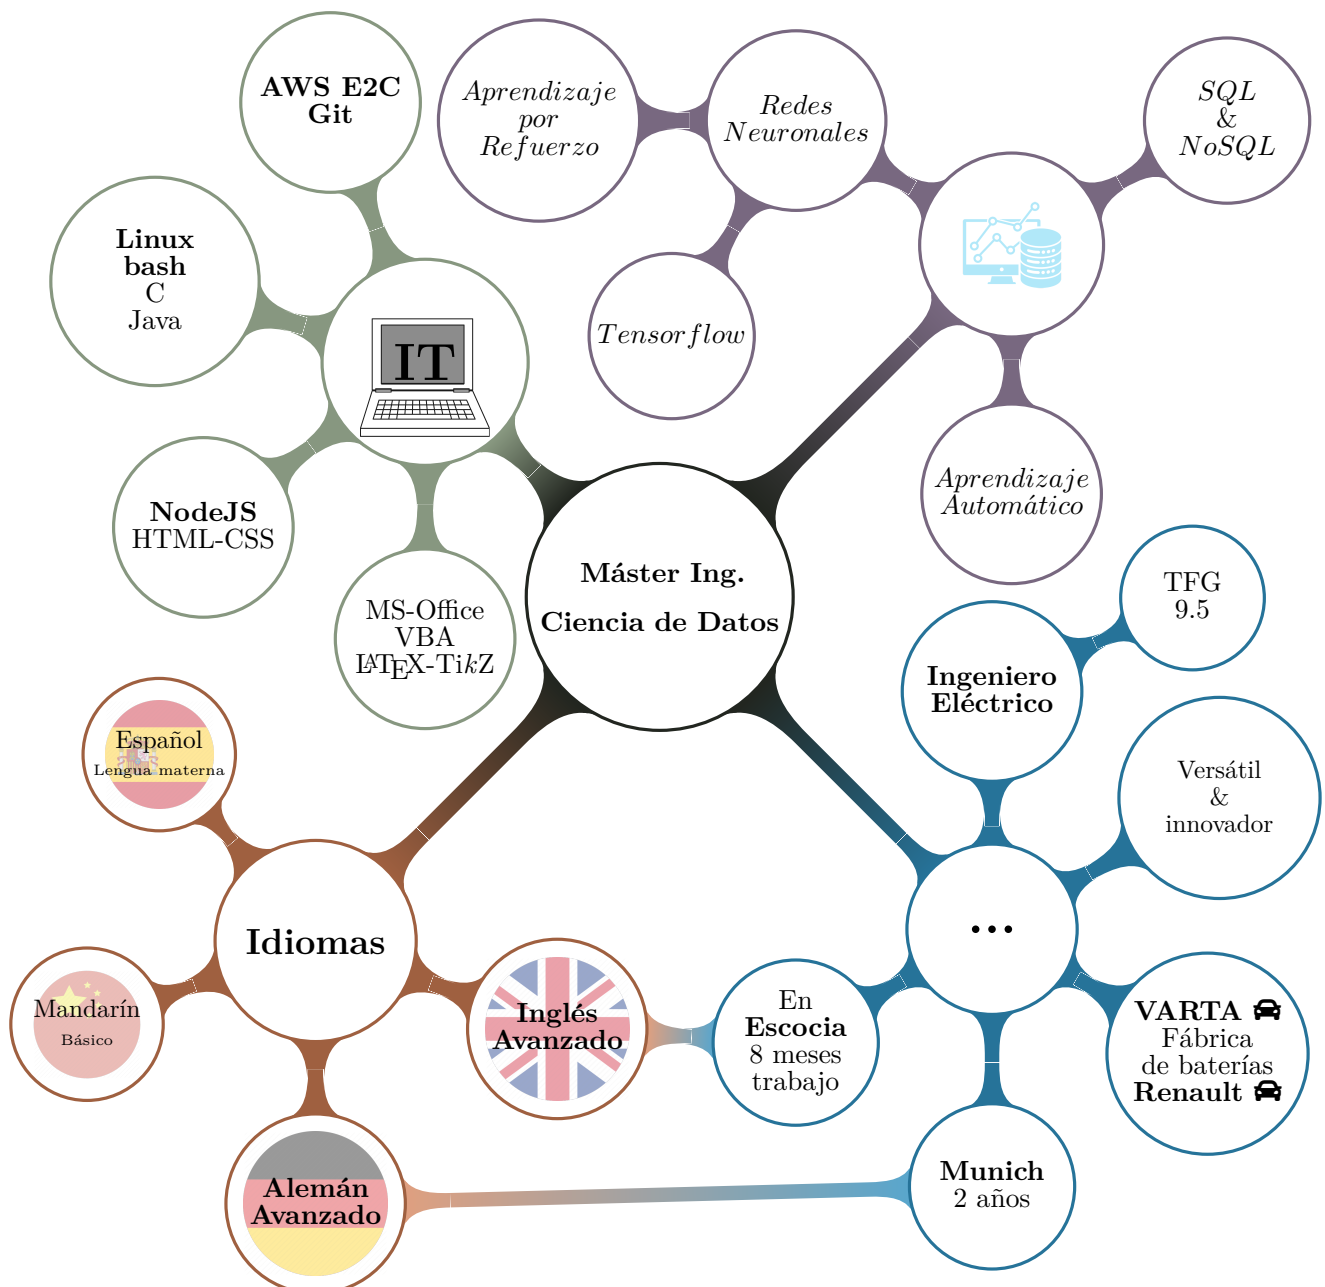 AWS E2C
Git
Aprendizaje
por
Refuerzo
Redes
Neuronales
SQL
&
NoSQL
Linux
bash
C
Java
IT
Tensorflow
NodeJS
HTML-CSS
MS-Office
VBA
LATEX-TikZ
Máster Ing.
Ciencia de Datos
Aprendizaje
Automático
TFG
9.5
Ingeniero
Eléctrico
Versátil
&
innovador
...
VARTA
Fábrica
de baterías
Renault
En
Escocia
8 meses
trabajo
Munich
2 años
Español
Lengua materna
Idiomas
Mandarín
Básico
Inglés
Avanzado
Alemán
Avanzado